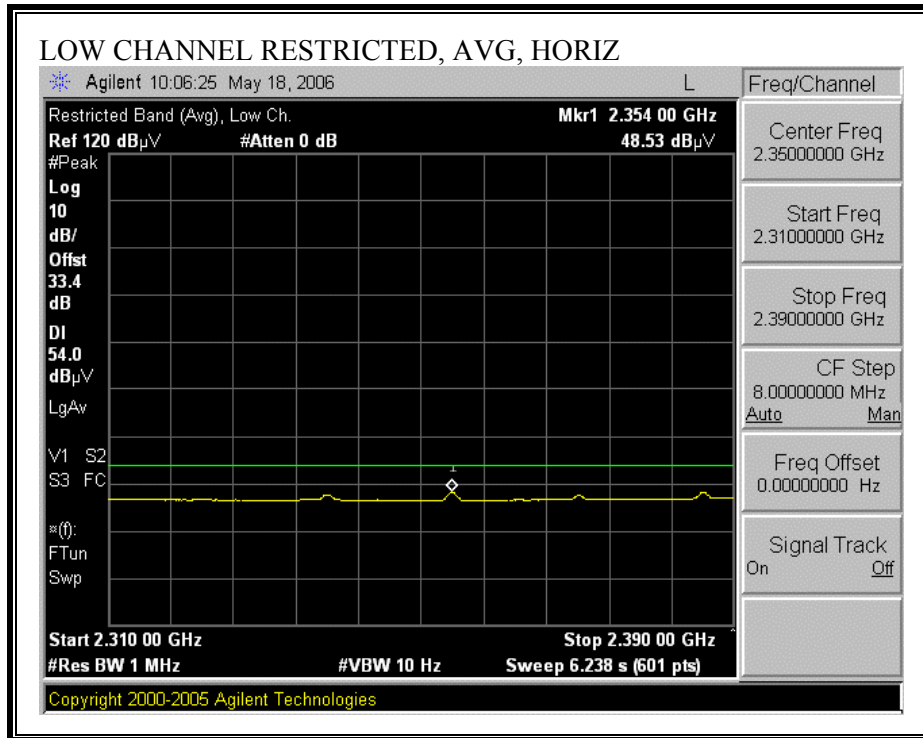 LOW CHANNEL RESTRICTED, AVG, HORIZ
Agilent 10:06:25 May 18, 2006 L
Restricted Band (Avg), Low Ch. Mkr1 2.354 00 GHz
Ref 120 dBµV #Atten 0 dB 48.53 dBµV
#Peak
Log
10
dB/
Offst
33.4
dB
DI
54.0
dBµV
LgAv
V1 S2
S3 FC
¤(f):
FTun
Swp
1
Start 2.310 00 GHz Stop 2.390 00 GHz
#Res BW 1 MHz #VBW 10 Hz Sweep 6.238 s (601 pts)
Copyright 2000-2005 Agilent Technologies
Freq/Channel
Center Freq
2.35000000 GHz
Start Freq
2.31000000 GHz
Stop Freq
2.39000000 GHz
CF Step
8.00000000 MHz
Auto Man
Freq Offset
0.00000000 Hz
Signal Track
On Off